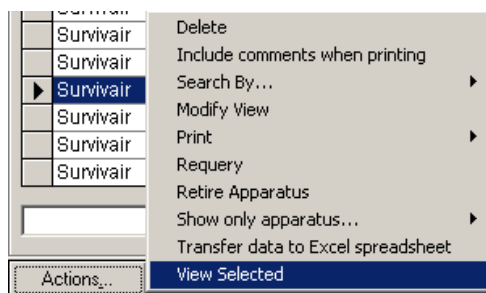 Survivair
Survivair
Survivair
Survivair
Survivair
Survivair
Actions...
Delete
Include comments when printing
Search By...
Modify View
Print
Requery
Retire Apparatus
Show only apparatus...
Transfer data to Excel spreadsheet
View Selected